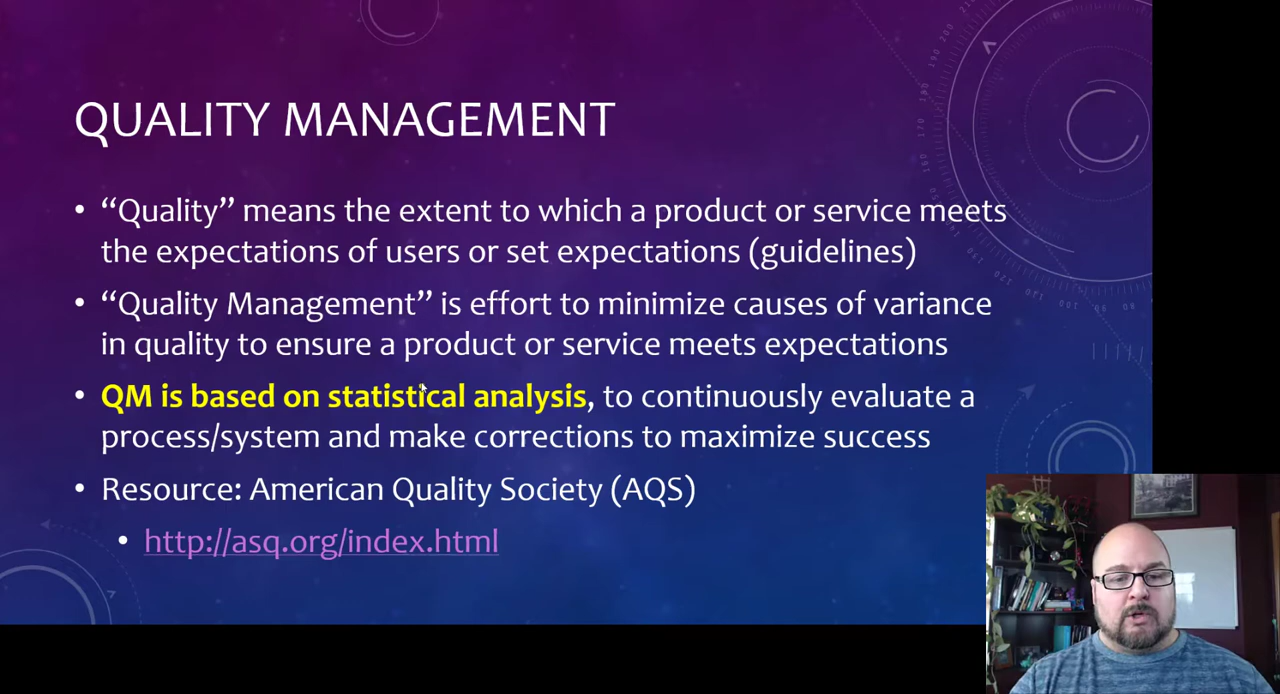 QUALITY MANAGEMENT
• “Quality” means the extent to which a product or service meets
the expectations of users or set expectations (guidelines)
• “Quality Management” is effort to minimize causes of variance
in quality to ensure a product or service meets expectations
• QM is based on statistical analysis, to continuously evaluate a
process/system and make corrections to maximize success
• Resource: American Quality Society (AQS)
• http://asq.org/index.html